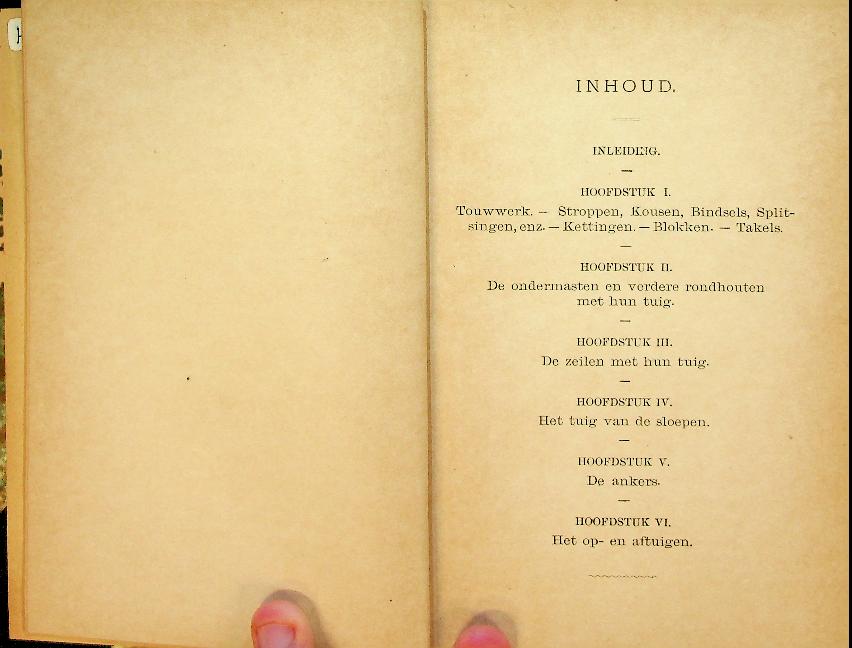 INHOUD.
INLEIDING.
HOOFDSTUK I.
Touwwerk. — Stroppen, Kousen, Bindsels, Split-
singen, enz. — Kettingen. — Blokken. — Takels.
HOOFDSTUK II.
De ondermasten en verdere rondhouten
met hun tuig.
HOOFDSTUK III.
De zeilen met hun tuig.
HOOFDSTUK IV.
Het tuig van de sloepen.
HOOFDSTUK V.
De ankers.
HOOFDSTUK VI.
Het op- en aftuigen.